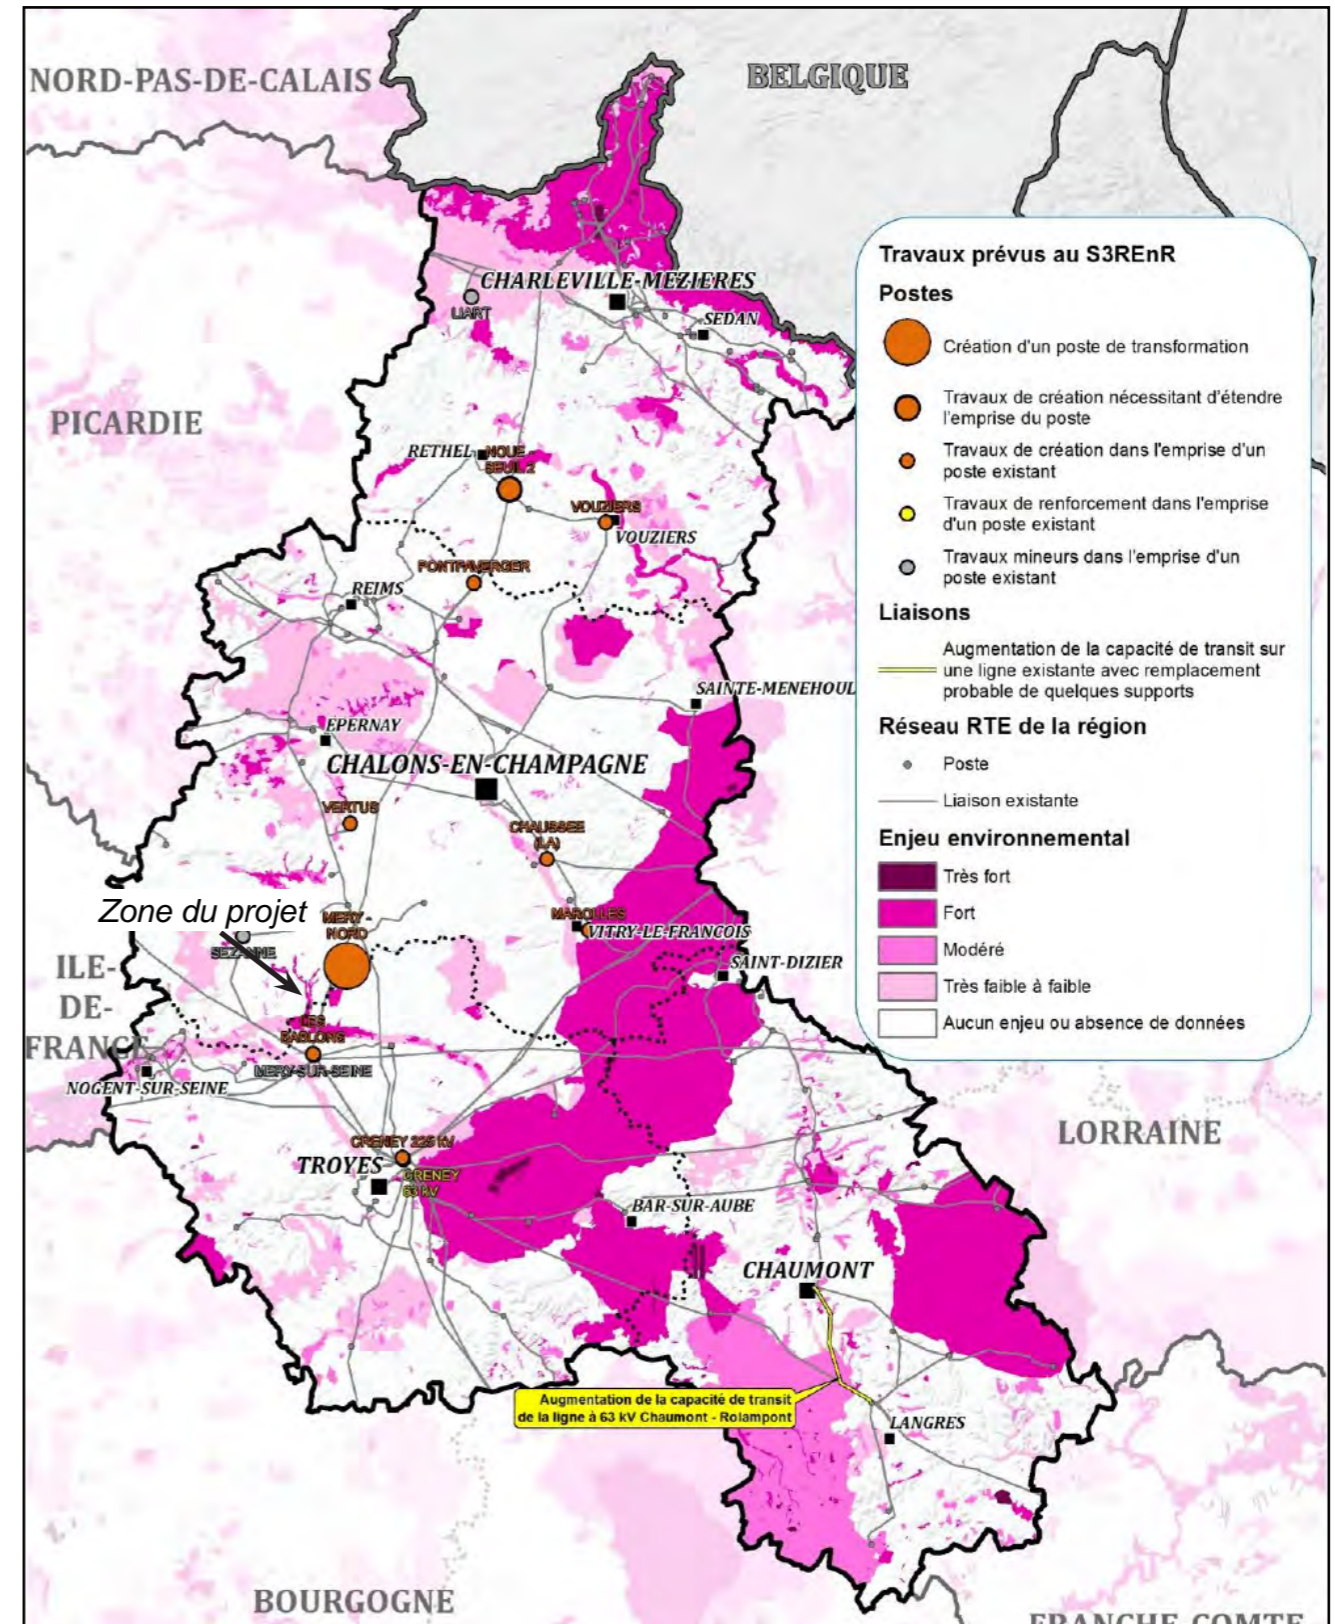 NORD-PAS-DE-CALAIS
BELGIQUE
CHARLEVILLE-MEZIERES
LIART
SEDAN
PICARDIE
RETHEL
NOUE -
SEUIL 2
VOUZIERS
VOUZIERS
PONTFAVERGER
REIMS
SAINTE-MENEHOUL
EPERNAY
CHALONS-EN-CHAMPAGNE
VERTUS
CHAUSSEE
(LA)
Zone du projet
MERY -
NORD
MAROLLES
VITRY-LE-FRANCOIS
SEZANNE
SAINT-DIZIER
ILE-
DE-
FRANCE
LES
SABLONS
MERY-SUR-SEINE
NOGENT-SUR-SEINE
CRENEY 225 kV
TROYES
CRENEY
63 kV
BAR-SUR-AUBE
LORRAINE
CHAUMONT
Augmentation de la capacité de transit
de la ligne à 63 kV Chaumont - Rolampont
LANGRES
BOURGOGNE
FRANCHE-COMTE
Travaux prévus au S3REnR
Postes
Création d'un poste de transformation
Travaux de création nécessitant d'étendre
l'emprise du poste
Travaux de création dans l'emprise d'un
poste existant
Travaux de renforcement dans l'emprise
d'un poste existant
Travaux mineurs dans l'emprise d'un
poste existant
Liaisons
Augmentation de la capacité de transit sur
une ligne existante avec remplacement
probable de quelques supports
Réseau RTE de la région
Poste
Liaison existante
Enjeu environnemental
Très fort
Fort
Modéré
Très faible à faible
Aucun enjeu ou absence de données